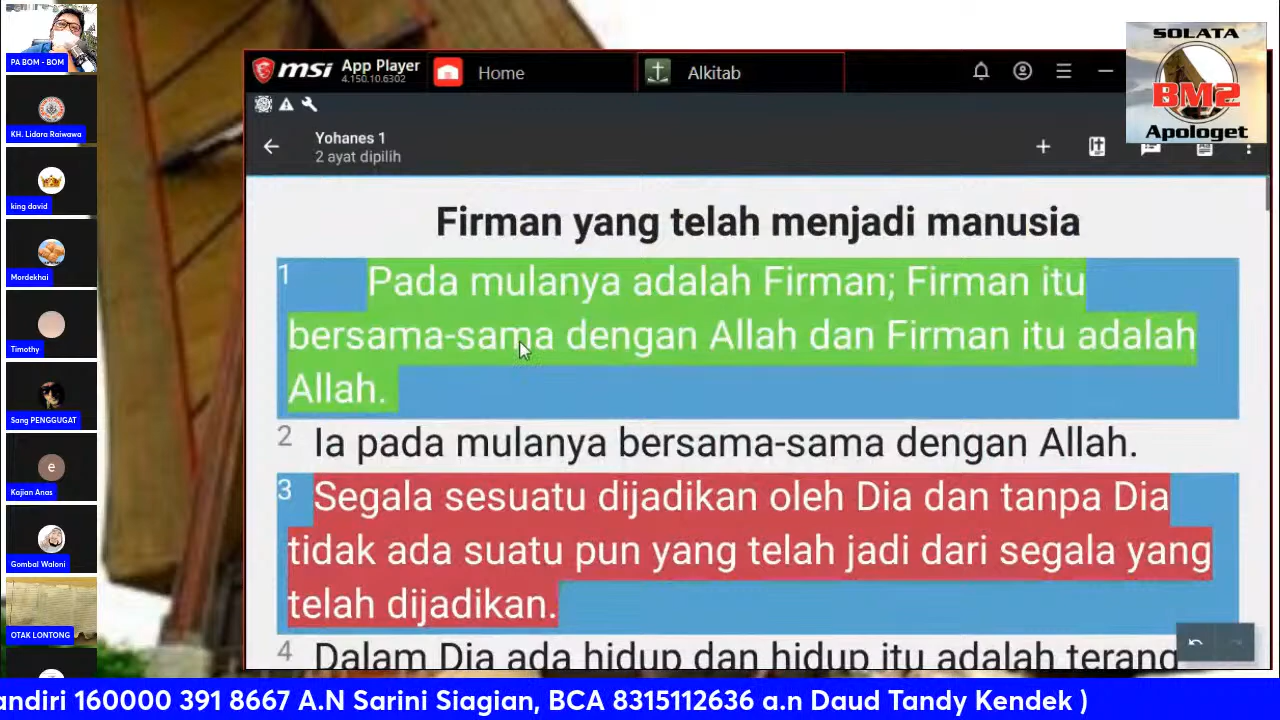 PA BOM - BOM
KH. Lidara Raiwawa
king david
Mordekhai
Timothy
Sang PENGGUGAT
e
Kajian Anas
Gombal Waloni
OTAK LONTONG
msi App Player
4.150.10.6302
Home
Alkitab
SOLATA
BM2
Apologet
Yohanes 1
2 ayat dipilih
Firman yang telah menjadi manusia
1 Pada mulanya adalah Firman; Firman itu
bersama-sama dengan Allah dan Firman itu adalah
Allah.
2 Ia pada mulanya bersama-sama dengan Allah.
3 Segala sesuatu dijadikan oleh Dia dan tanpa Dia
tidak ada suatu pun yang telah jadi dari segala yang
telah dijadikan.
4 Dalam Dia ada hidup dan hidup itu adalah terang
andiri 160000 391 8667 A.N Sarini Siagian, BCA 8315112636 a.n Daud Tandy Kendek )